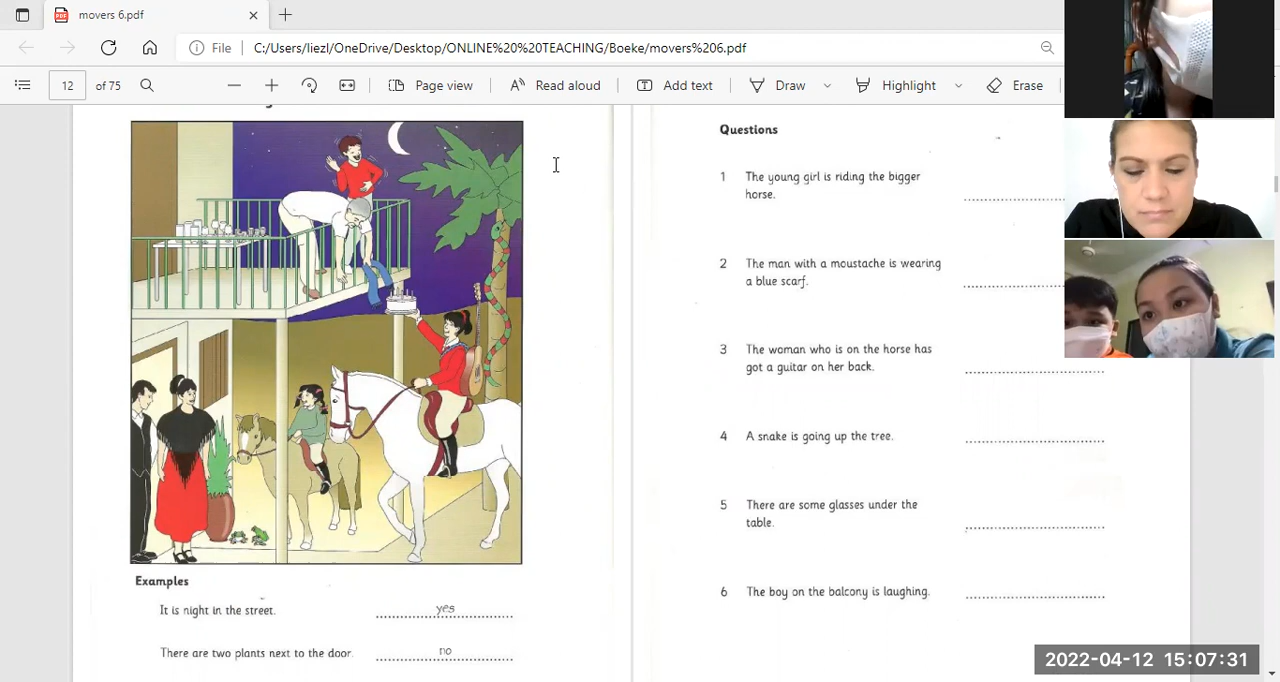 movers 6.pdf
File
C:/Users/liezl/OneDrive/Desktop/ONLINE%20%20TEACHING/Boeke/movers%206.pdf
12 of 75
Page view
Read aloud
Add text
Draw
Highlight
Erase
Examples
It is night in the street. yes
There are two plants next to the door. no
Questions
1 The young girl is riding the bigger
horse.
2 The man with a moustache is wearing
a blue scarf.
3 The woman who is on the horse has
got a guitar on her back.
4 A snake is going up the tree.
5 There are some glasses under the
table.
6 The boy on the balcony is laughing.
2022-04-12 15:07:31